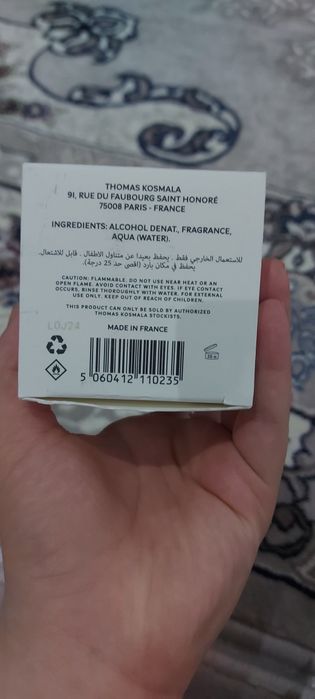 THOMAS KOSMALA
91, RUE DU FAUBOURG SAINT HONORÉ
75008 PARIS - FRANCE
INGREDIENTS: ALCOHOL DENAT., FRAGRANCE,
AQUA (WATER).
للاستعمال الخارجي فقط . يحفظ بعيدا عن متناول الاطفال . قابل للاشتعال.
يحفظ في مكان بارد (اقصى حد 25 درجة).
CAUTION: FLAMMABLE. DO NOT USE NEAR HEAT OR AN
OPEN FLAME. AVOID CONTACT WITH EYES. IF EYE CONTACT
OCCURS, RINSE THOROUGHLY WITH WATER. FOR EXTERNAL
USE ONLY. KEEP OUT OF REACH OF CHILDREN.
THIS PRODUCT CAN ONLY BE SOLD BY AUTHORIZED
THOMAS KOSMALA STOCKISTS.
L0J24
MADE IN FRANCE
5 060412 110235